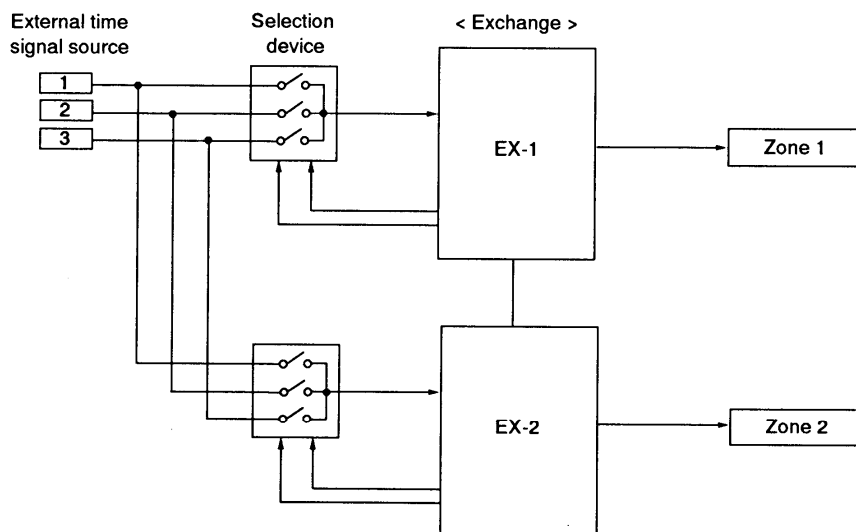 External time
signal source
Selection
device
< Exchange >
1
2
3
EX-1
Zone 1
EX-2
Zone 2